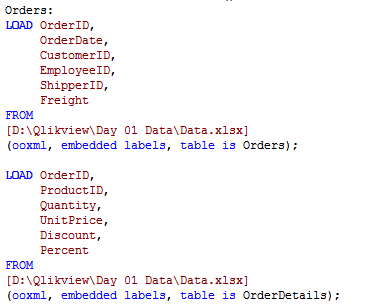 Orders:
LOAD OrderID,
OrderDate,
CustomerID,
EmployeeID,
ShipperID,
Freight
FROM
[D:\Qlikview\Day 01 Data\Data.xlsx]
(ooxml, embedded labels, table is Orders);
LOAD OrderID,
ProductID,
Quantity,
UnitPrice,
Discount,
Percent
FROM
[D:\Qlikview\Day 01 Data\Data.xlsx]
(ooxml, embedded labels, table is OrderDetails);